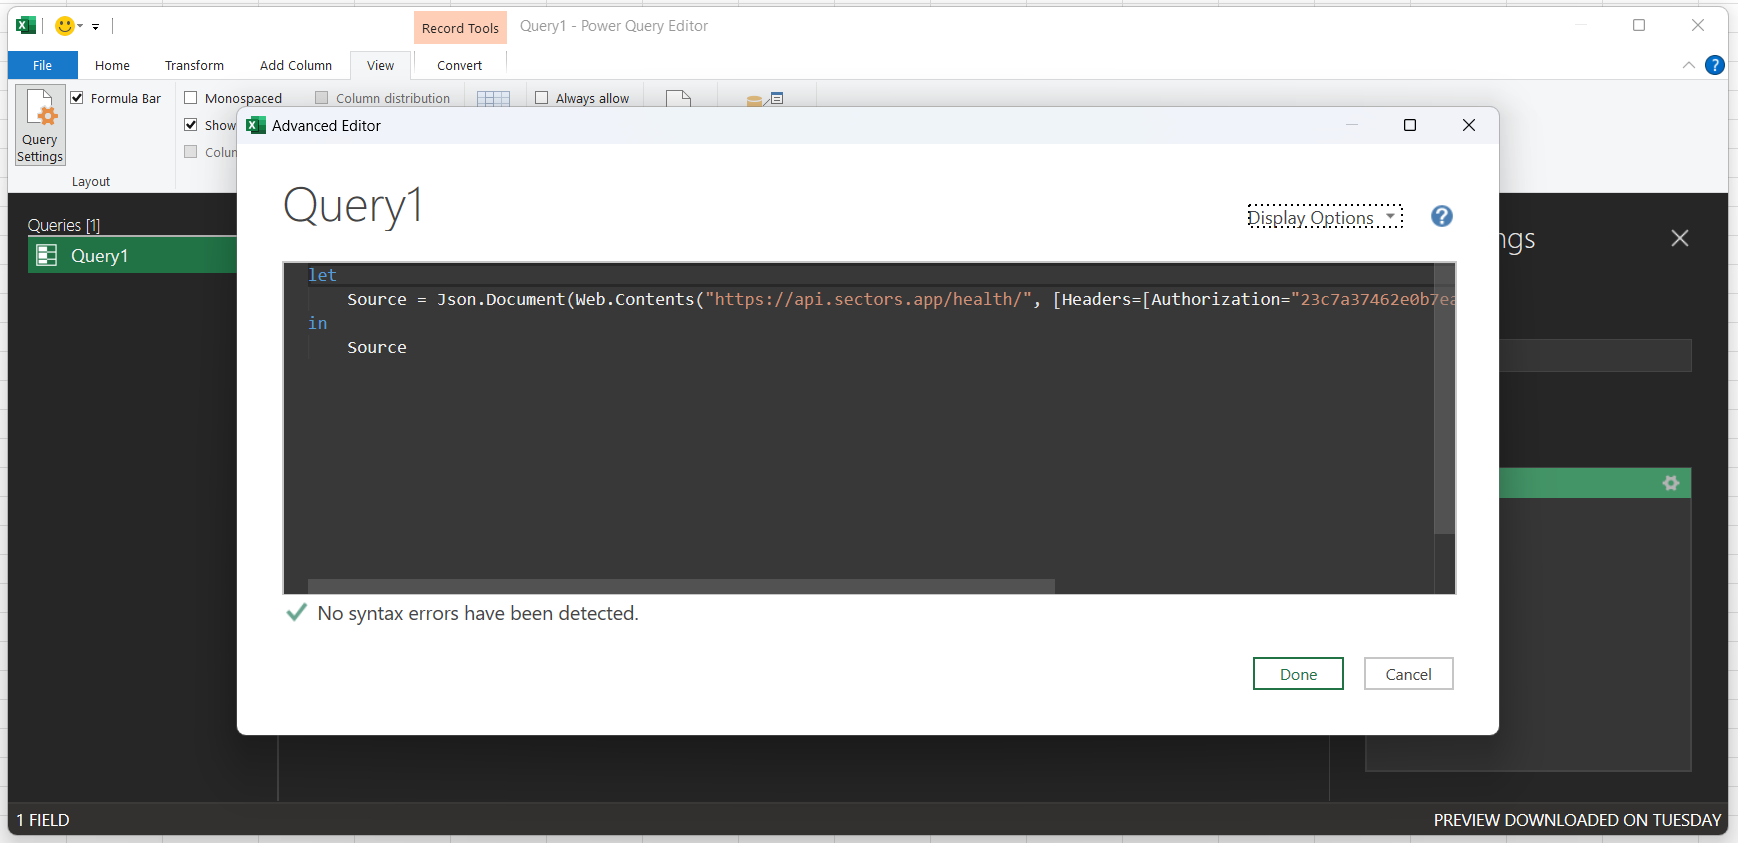 Record Tools Query1 - Power Query Editor
File Home Transform Add Column View Convert
Formula Bar Monospaced Column distribution Always allow
Show
Query Settings
Layout
Advanced Editor
Queries [1]
Query1
Query1
Display Options
let
Source = Json.Document(Web.Contents("https://api.sectors.app/health/", [Headers=[Authorization="23c7a37462e0b7ea
in
Source
No syntax errors have been detected.
Done Cancel
1 FIELD PREVIEW DOWNLOADED ON TUESDAY